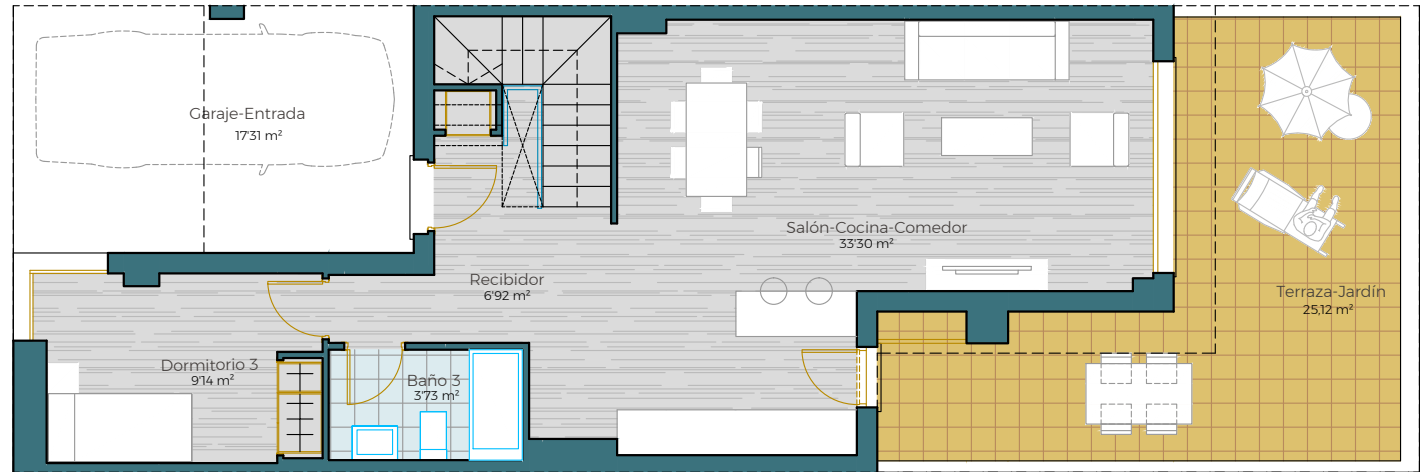 Garaje-Entrada
17'31 m²
Salón-Cocina-Comedor
33'30 m²
Recibidor
6'92 m²
Terraza-Jardín
25,12 m²
Dormitorio 3
9'14 m²
Baño 3
3'73 m²